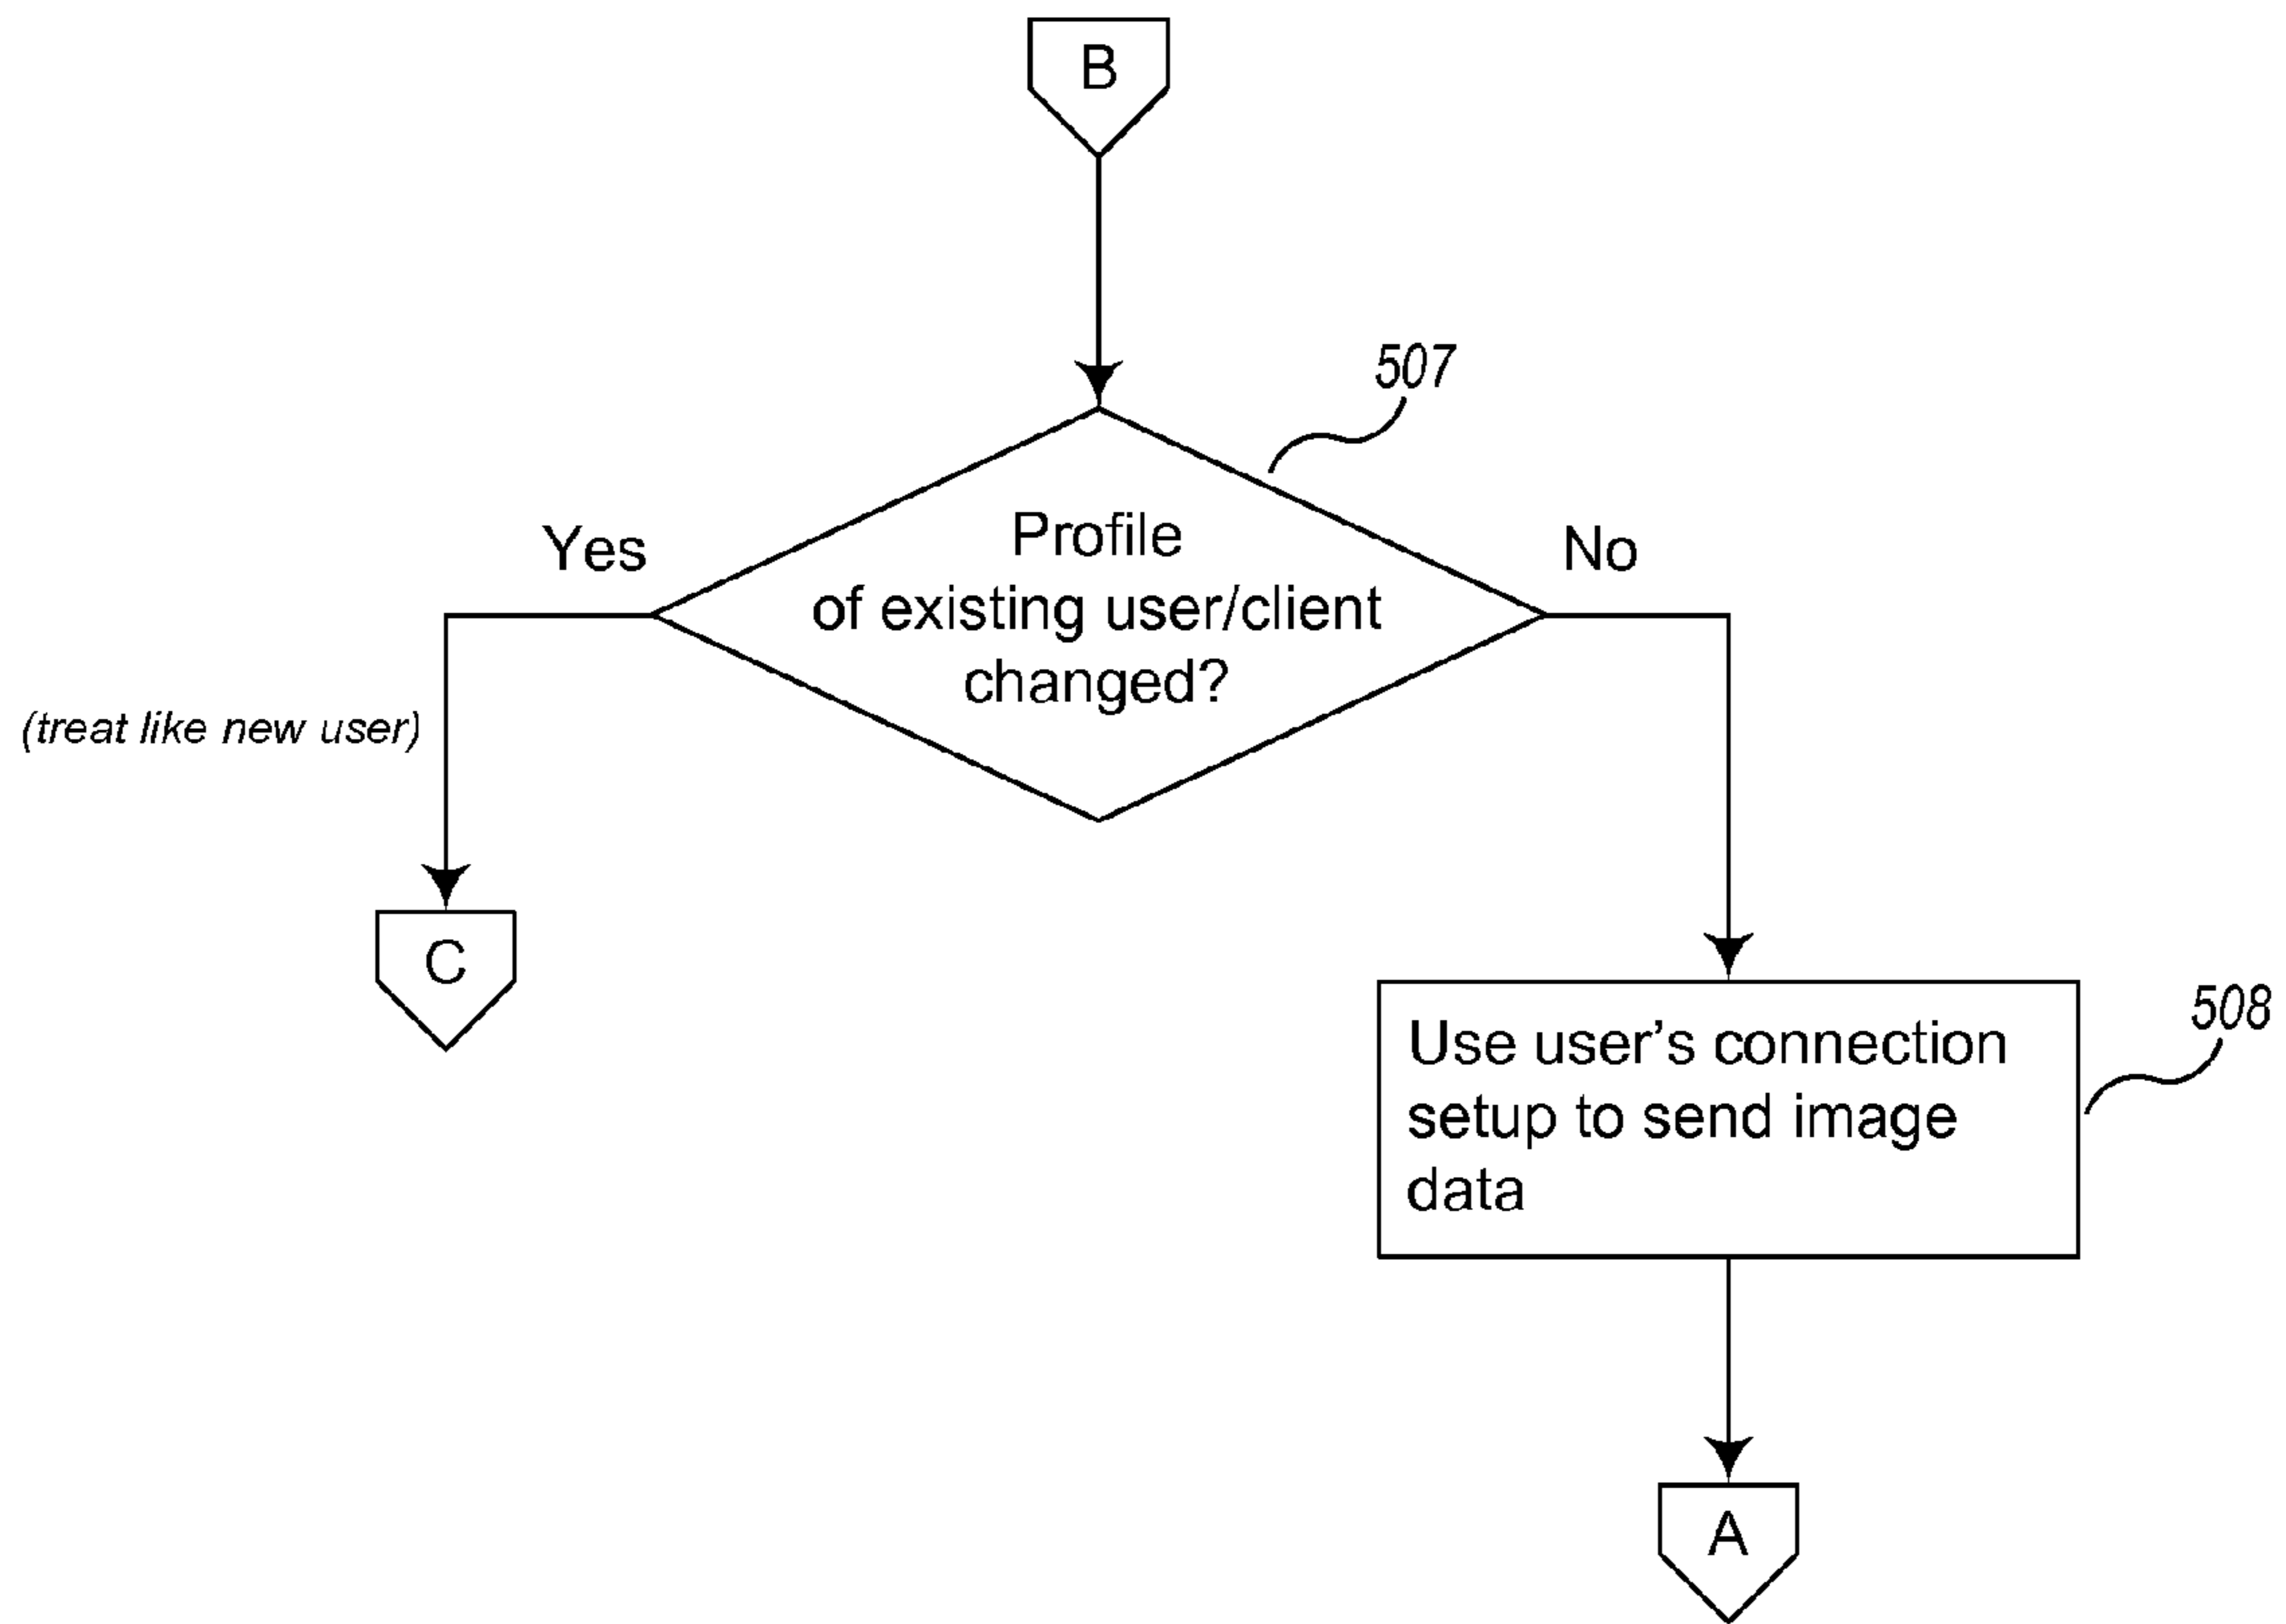 B
507
Profile
of existing user/client
changed?
Yes
No
(treat like new user)
C
Use user’s connection
setup to send image
data
508
A